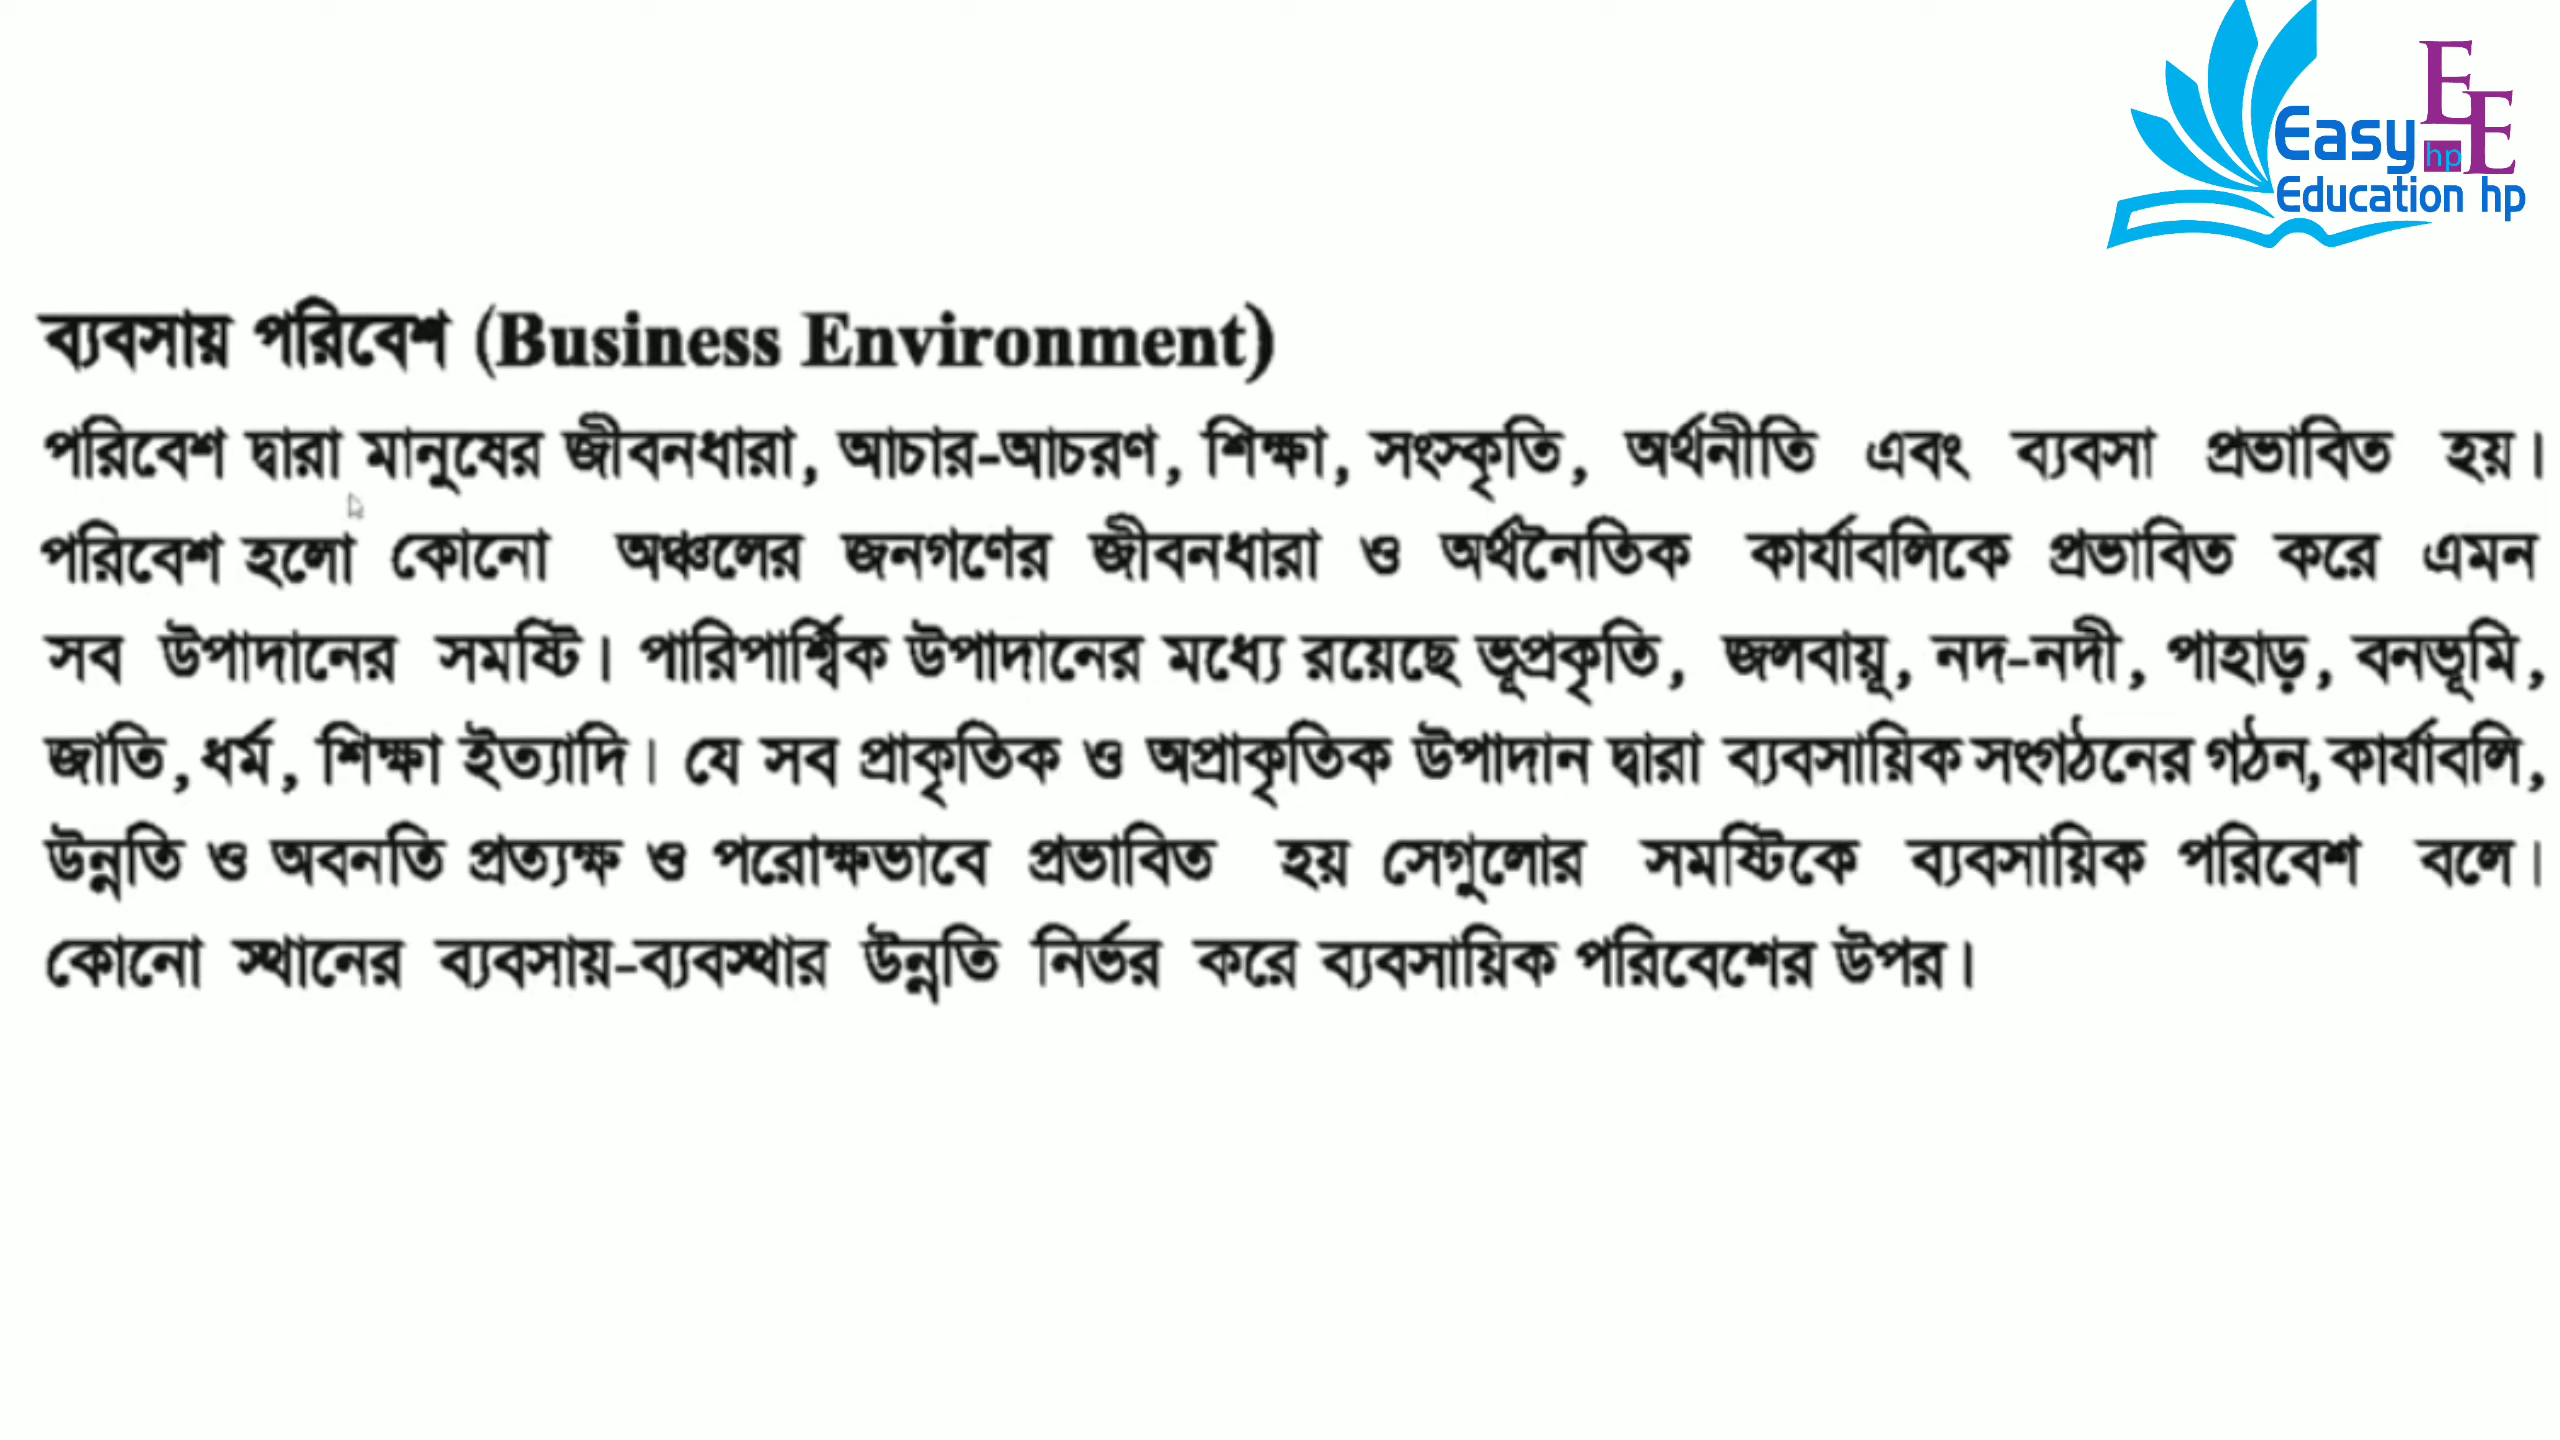 E
E
Easy hp
Education hp
ব্যবসায় পরিবেশ (Business Environment)
পরিবেশ দ্বারা মানুষের জীবনধারা, আচার-আচরণ, শিক্ষা, সংস্কৃতি, অর্থনীতি এবং ব্যবসা প্রভাবিত হয়।
পরিবেশ হলো কোনো অঞ্চলের জনগণের জীবনধারা ও অর্থনৈতিক কার্যাবলিকে প্রভাবিত করে এমন
সব উপাদানের সমষ্টি। পারিপার্শ্বিক উপাদানের মধ্যে রয়েছে ভূপ্রকৃতি, জলবায়ূ, নদ-নদী, পাহাড়, বনভূমি,
জাতি, ধর্ম, শিক্ষা ইত্যাদি। যে সব প্রাকৃতিক ও অপ্রাকৃতিক উপাদান দ্বারা ব্যবসায়িক সংগঠনের গঠন, কার্যাবলি,
উন্নতি ও অবনতি প্রত্যক্ষ ও পরোক্ষভাবে প্রভাবিত হয় সেগুলোর সমষ্টিকে ব্যবসায়িক পরিবেশ বলে।
কোনো স্থানের ব্যবসায়-ব্যবস্থার উন্নতি নির্ভর করে ব্যবসায়িক পরিবেশের উপর।